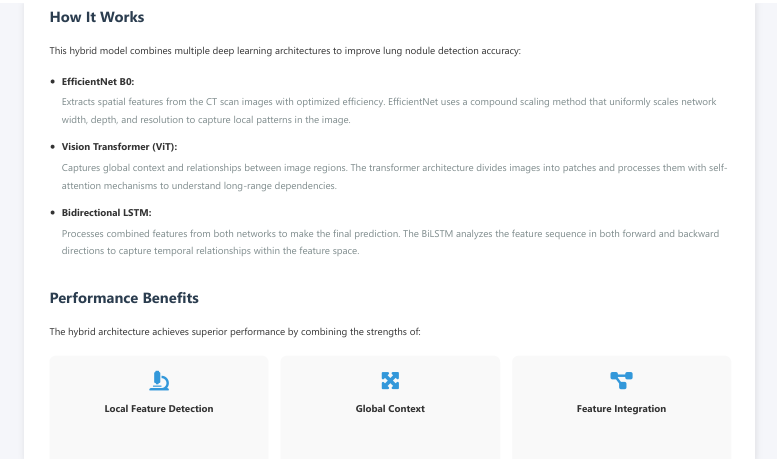 How It Works
This hybrid model combines multiple deep learning architectures to improve lung nodule detection accuracy:
• EfficientNet B0:
Extracts spatial features from the CT scan images with optimized efficiency. EfficientNet uses a compound scaling method that uniformly scales network
width, depth, and resolution to capture local patterns in the image.
• Vision Transformer (ViT):
Captures global context and relationships between image regions. The transformer architecture divides images into patches and processes them with self-
attention mechanisms to understand long-range dependencies.
• Bidirectional LSTM:
Processes combined features from both networks to make the final prediction. The BiLSTM analyzes the feature sequence in both forward and backward
directions to capture temporal relationships within the feature space.
Performance Benefits
The hybrid architecture achieves superior performance by combining the strengths of:
Local Feature Detection
Global Context
Feature Integration